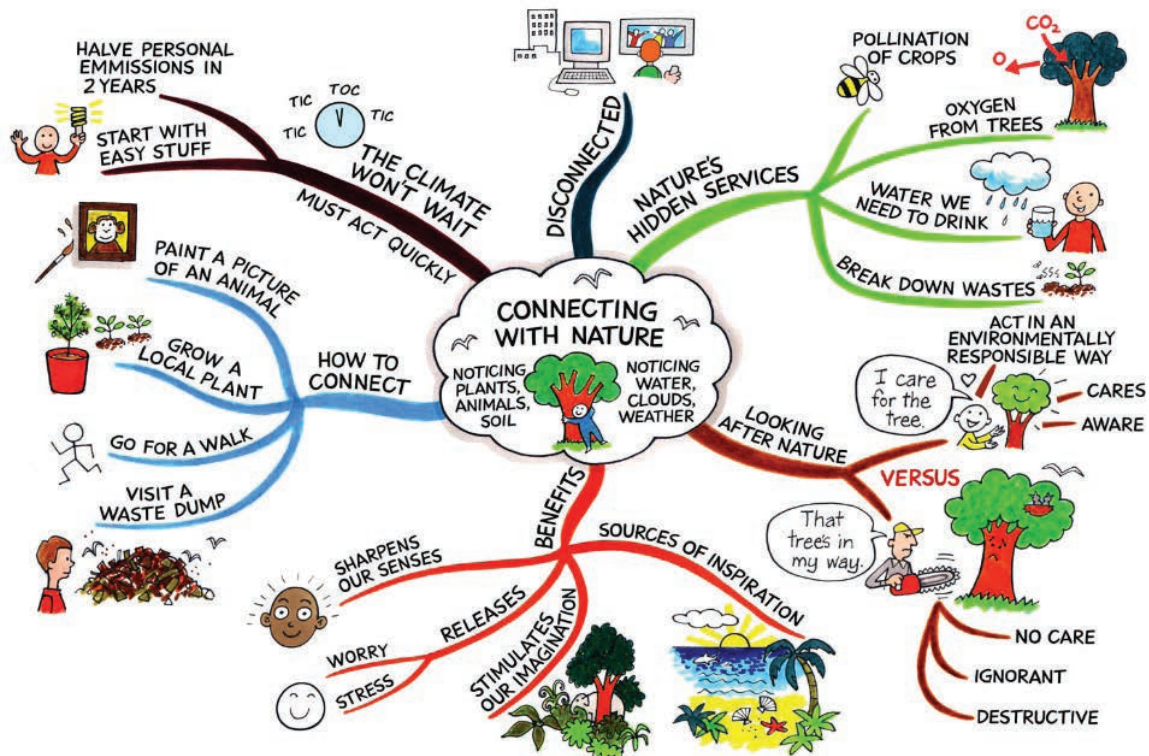 CONNECTING
WITH NATURE
NOTICING
PLANTS,
ANIMALS,
SOIL
NOTICING
WATER,
CLOUDS,
WEATHER
DISCONNECTED
NATURE'S
HIDDEN SERVICES
POLLINATION
OF CROPS
CO₂
O
OXYGEN
FROM TREES
WATER WE
NEED TO DRINK
BREAK DOWN WASTES
LOOKING
AFTER NATURE
ACT IN AN
ENVIRONMENTALLY
RESPONSIBLE WAY
I care
for the
tree.
CARES
AWARE
VERSUS
That
tree's in
my way.
NO CARE
IGNORANT
DESTRUCTIVE
BENEFITS
SOURCES OF INSPIRATION
STIMULATES
OUR IMAGINATION
RELEASES
WORRY
STRESS
SHARPENS
OUR SENSES
HOW TO
CONNECT
PAINT A PICTURE
OF AN ANIMAL
GROW A
LOCAL PLANT
GO FOR A WALK
VISIT A
WASTE DUMP
THE CLIMATE
WON'T WAIT
MUST ACT QUICKLY
TIC
TIC
TOC
TIC
HALVE PERSONAL
EMMISSIONS IN
2 YEARS
START WITH
EASY STUFF